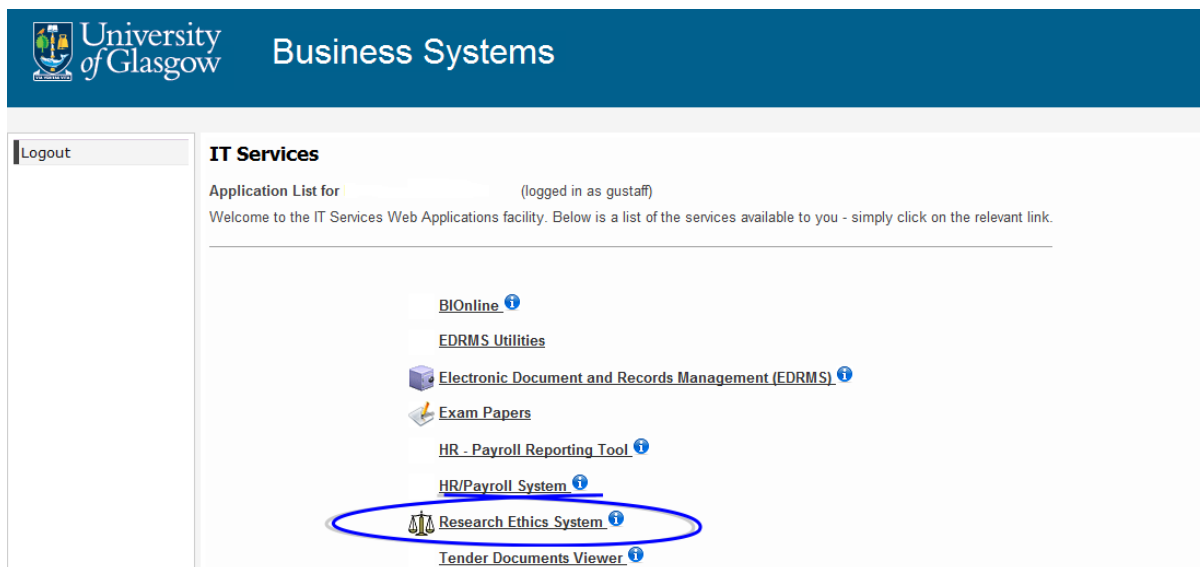 University
of Glasgow
Business Systems
Logout
IT Services
Application List for (logged in as gustaff)
Welcome to the IT Services Web Applications facility. Below is a list of the services available to you - simply click on the relevant link.
BIOnline
EDRMS Utilities
Electronic Document and Records Management (EDRMS)
Exam Papers
HR - Payroll Reporting Tool
HR/Payroll System
Research Ethics System
Tender Documents Viewer